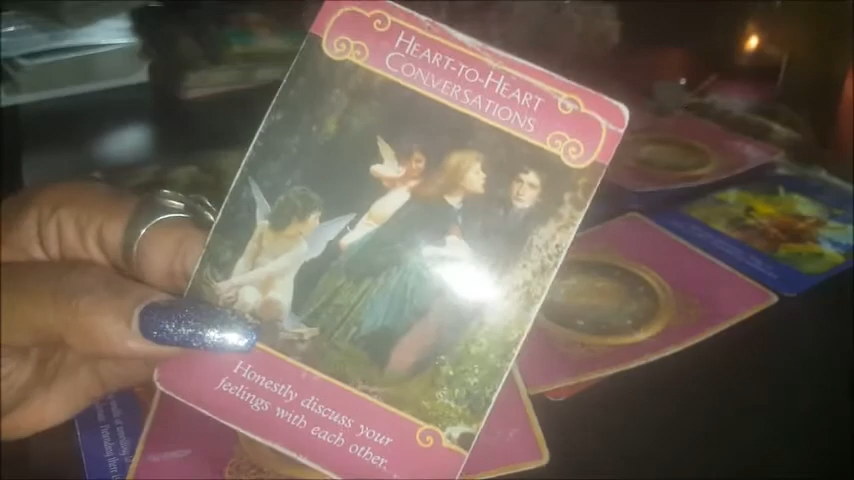 HEART-TO-HEART
CONVERSATIONS
Honestly discuss your
feelings with each other.